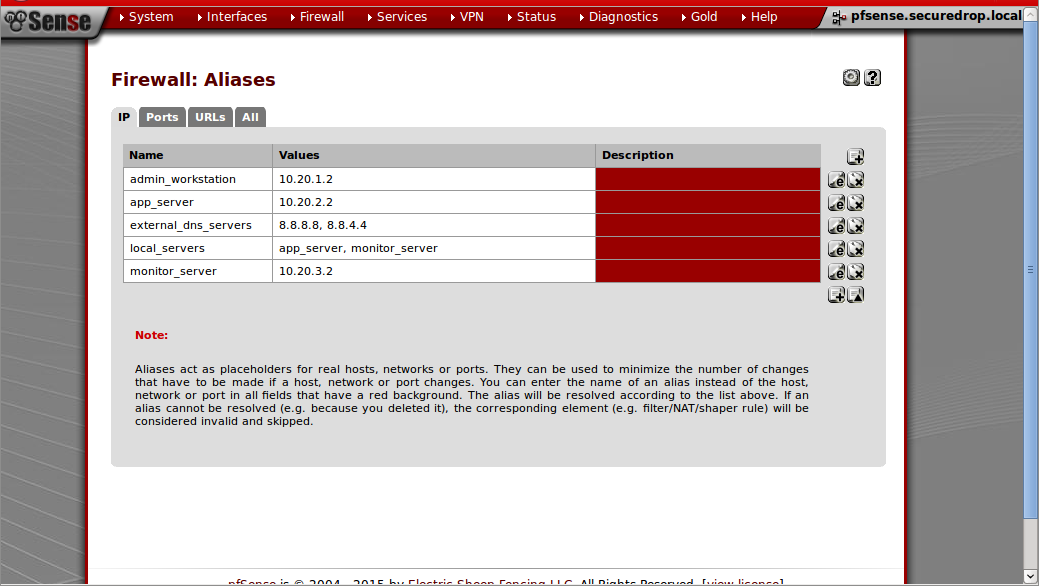 Sense
System Interfaces Firewall Services VPN Status Diagnostics Gold Help pfsense.securedrop.local
Firewall: Aliases
IP Ports URLs All
Name Values Description
admin_workstation 10.20.1.2
app_server 10.20.2.2
external_dns_servers 8.8.8.8, 8.8.4.4
local_servers app_server, monitor_server
monitor_server 10.20.3.2
Note:
Aliases act as placeholders for real hosts, networks or ports. They can be used to minimize the number of changes
that have to be made if a host, network or port changes. You can enter the name of an alias instead of the host,
network or port in all fields that have a red background. The alias will be resolved according to the list above. If an
alias cannot be resolved (e.g. because you deleted it), the corresponding element (e.g. filter/NAT/shaper rule) will be
considered invalid and skipped.
pfSense is © 2004 - 2015 by Electric Sheep Fencing LLC. All Rights Reserved. [view license]